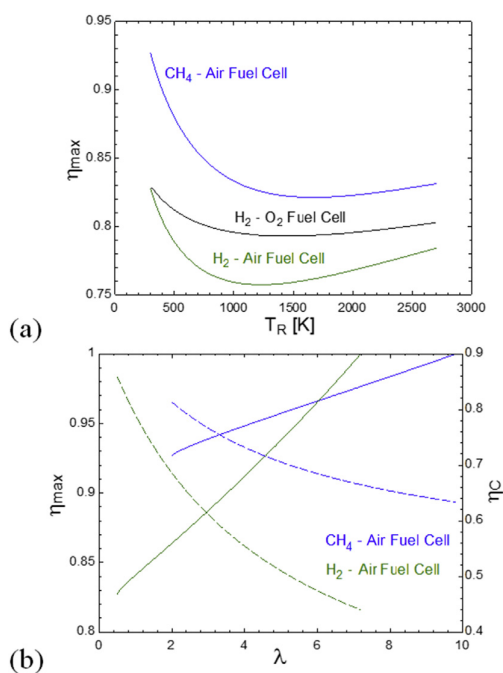 0.95
0.9
0.85
0.8
0.75
ηmax
CH4 - Air Fuel Cell
H2 - O2 Fuel Cell
H2 - Air Fuel Cell
0 500 1000 1500 2000 2500 3000
TR [K]
(a)
1
0.95
0.9
0.85
0.8
ηmax
0.9
0.8
0.7
0.6
0.5
0.4
ηC
CH4 - Air Fuel Cell
H2 - Air Fuel Cell
0 2 4 6 8 10
λ
(b)